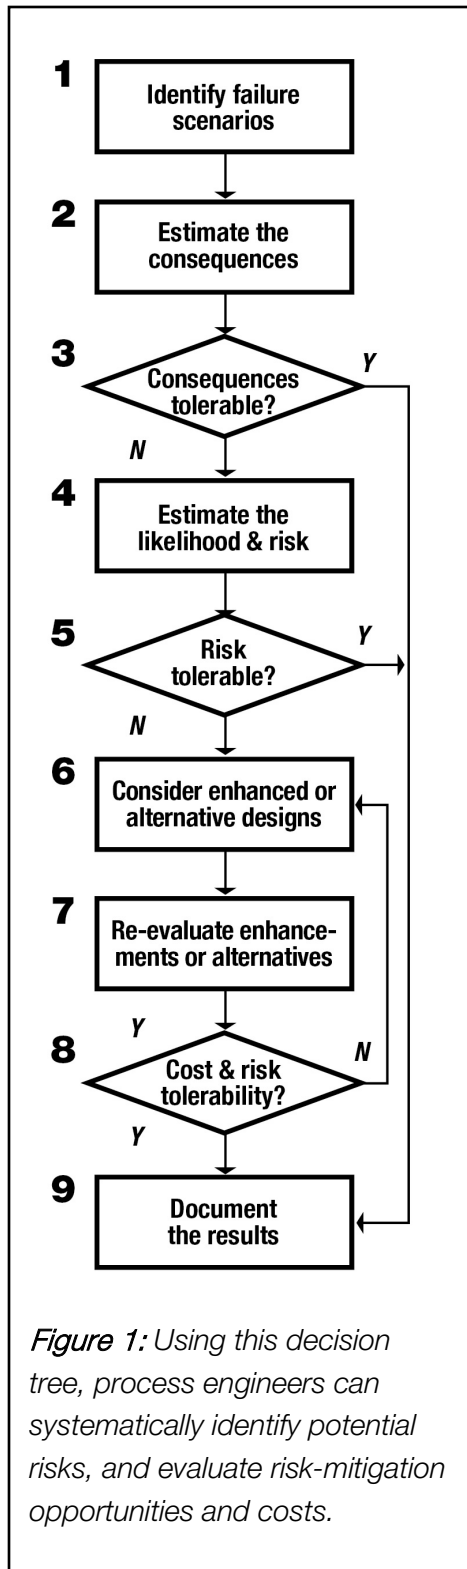 1
Identify failure
scenarios
2
Estimate the
consequences
3
Y
Consequences
tolerable?
N
4
Estimate the
likelihood & risk
5
Y
Risk
tolerable?
N
6
Consider enhanced or
alternative designs
7
Re-evaluate enhance-
ments or alternatives
Y
8
N
Cost & risk
tolerability?
Y
9
Document
the results
Figure 1: Using this decision
tree, process engineers can
systematically identify potential
risks, and evaluate risk-mitigation
opportunities and costs.